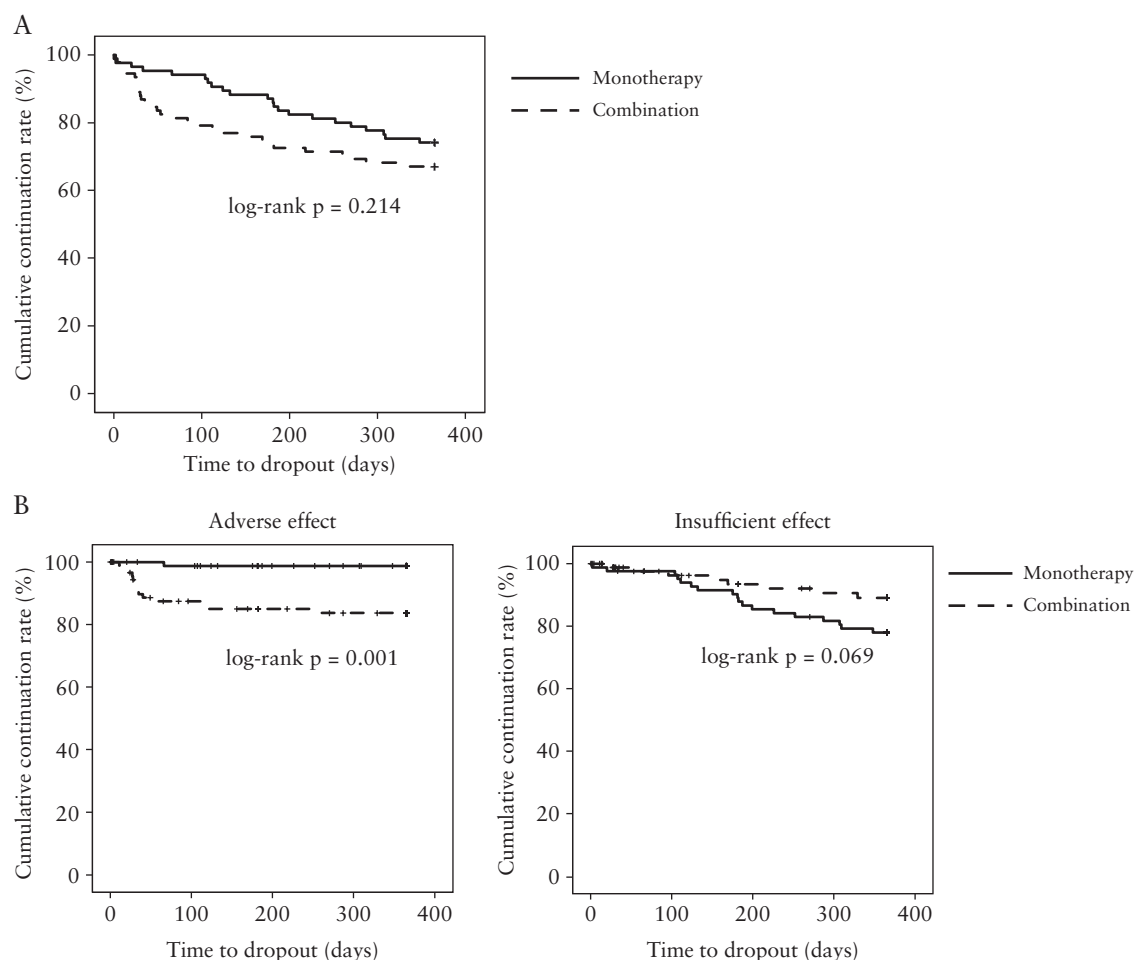 A
Cumulative continuation rate (%)
100
80
60
40
20
0
0 100 200 300 400
Time to dropout (days)
log-rank p = 0.214
Monotherapy
Combination
B
Adverse effect
Cumulative continuation rate (%)
100
80
60
40
20
0
0 100 200 300 400
Time to dropout (days)
log-rank p = 0.001
Insufficient effect
Cumulative continuation rate (%)
100
80
60
40
20
0
0 100 200 300 400
Time to dropout (days)
log-rank p = 0.069
Monotherapy
Combination